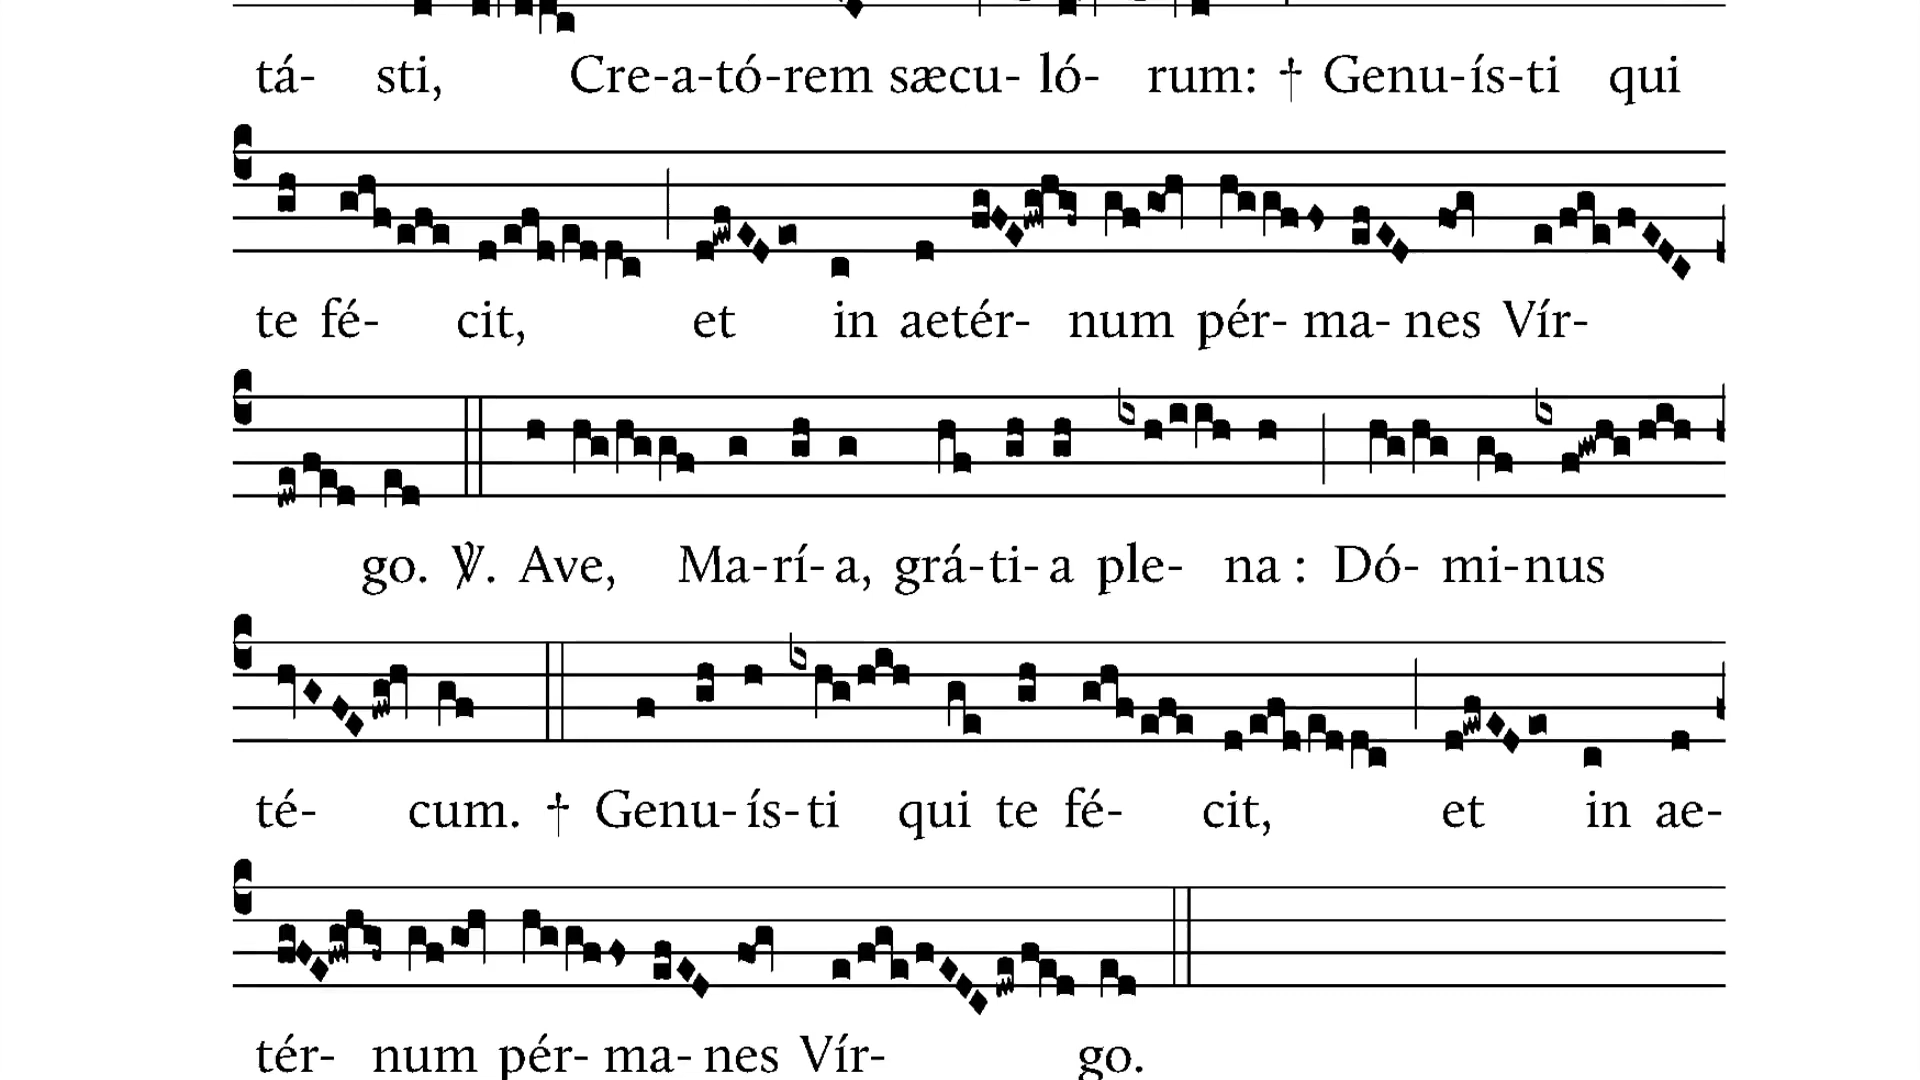 tá- sti, Cre-a-tó-rem sæcu- ló- rum: † Genu-ís-ti qui
te fé- cit, et in aetér- num pér- ma- nes Vír-
go. ℣. Ave, Ma-rí- a, grá-ti- a ple- na : Dó- mi-nus
té- cum. † Genu- ís-ti qui te fé- cit, et in ae-
tér- num pér- ma- nes Vír- go.